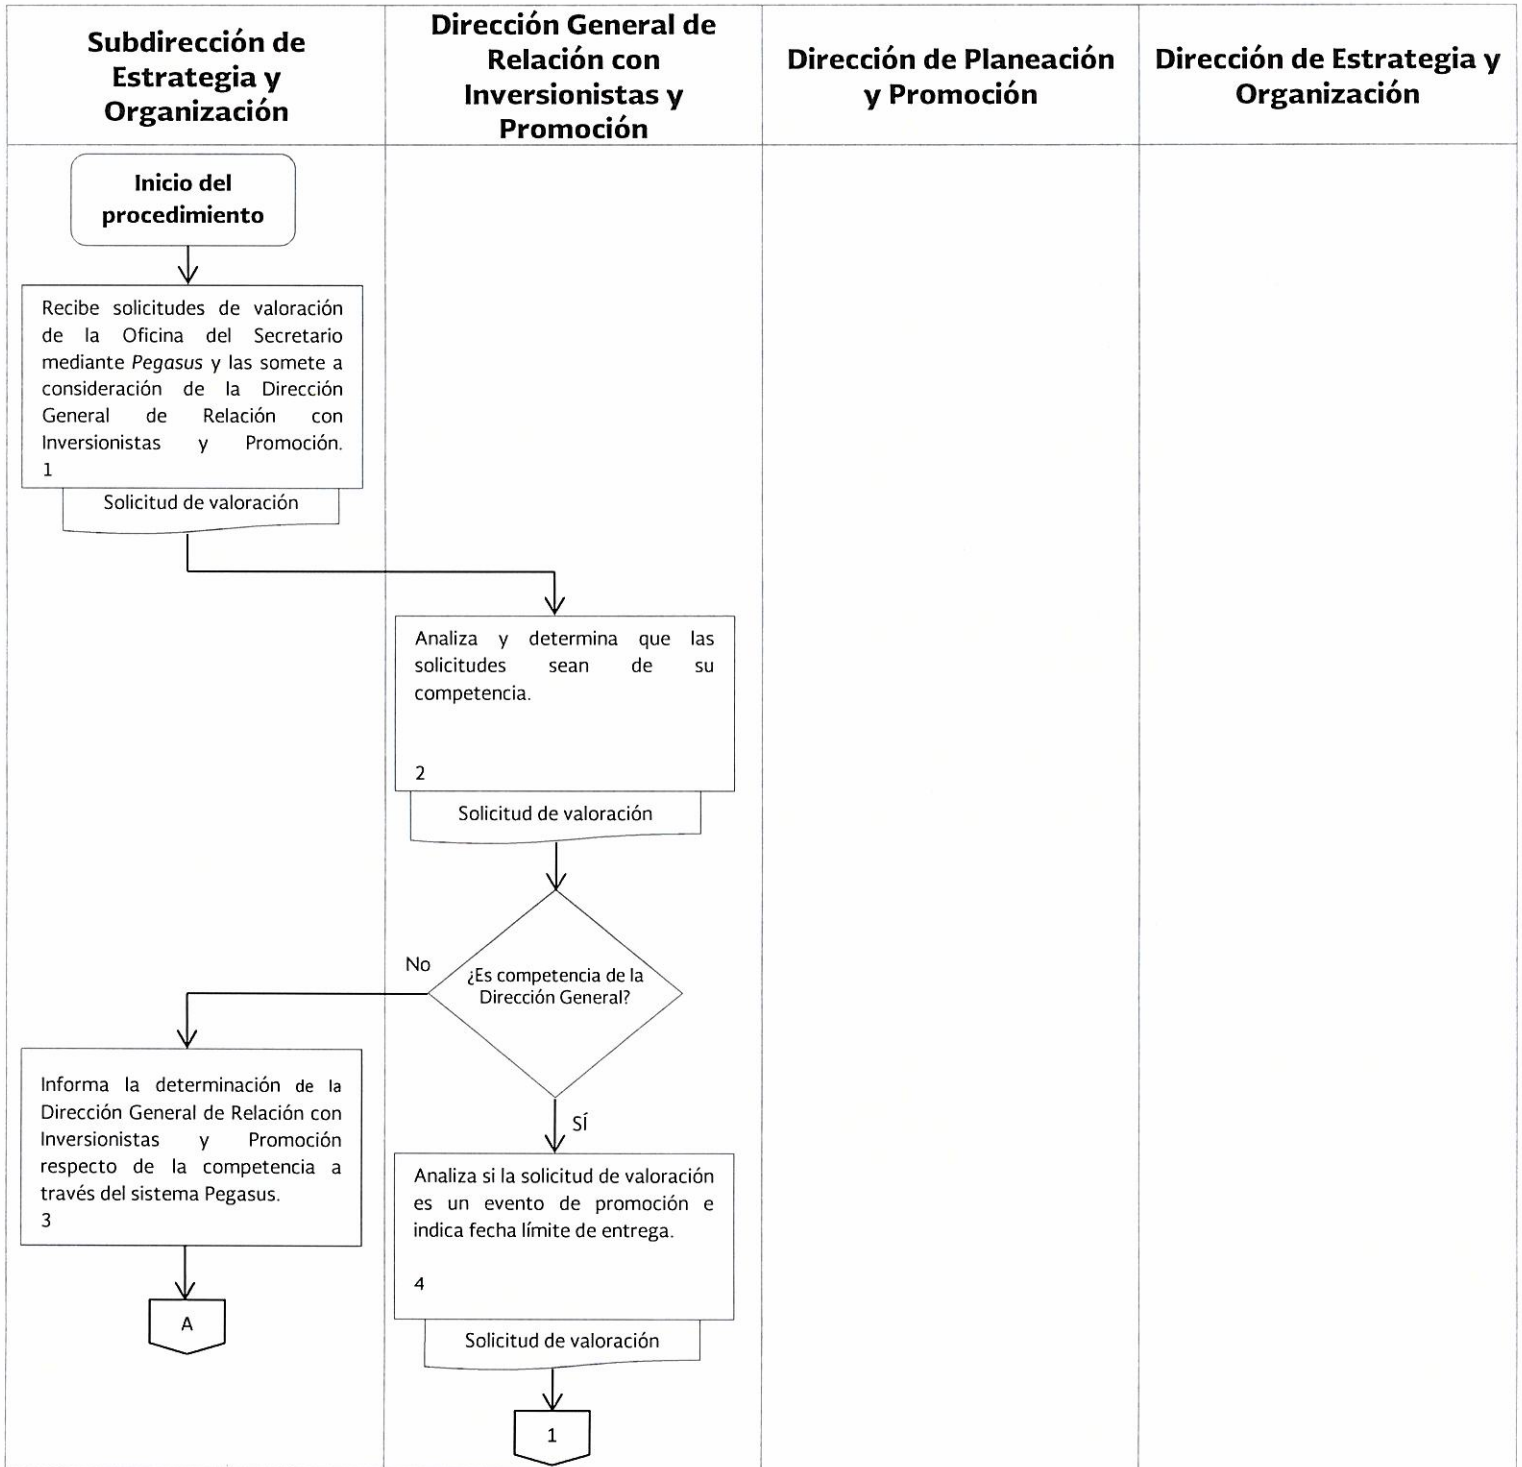 Subdirección de
Estrategia y
Organización
Dirección General de
Relación con
Inversionistas y
Promoción
Dirección de Planeación
y Promoción
Dirección de Estrategia y
Organización
Inicio del
procedimiento
Recibe solicitudes de valoración
de la Oficina del Secretario
mediante Pegasus y las somete a
consideración de la Dirección
General de Relación con
Inversionistas y Promoción.
1
Solicitud de valoración
Analiza y determina que las
solicitudes sean de su
competencia.
2
Solicitud de valoración
¿Es competencia de la
Dirección General?
No
SÍ
Informa la determinación de la
Dirección General de Relación con
Inversionistas y Promoción
respecto de la competencia a
través del sistema Pegasus.
3
A
Analiza si la solicitud de valoración
es un evento de promoción e
indica fecha límite de entrega.
4
Solicitud de valoración
1